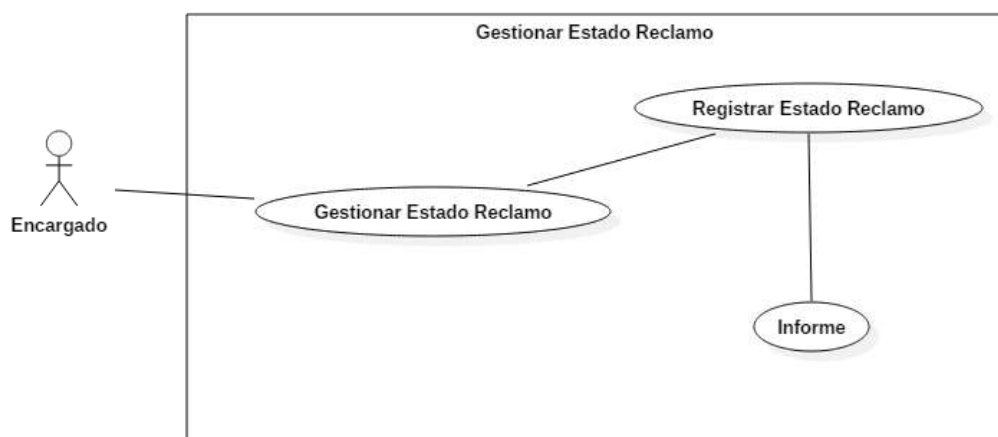 Gestionar Estado Reclamo
Registrar Estado Reclamo
Encargado
Gestionar Estado Reclamo
Informe